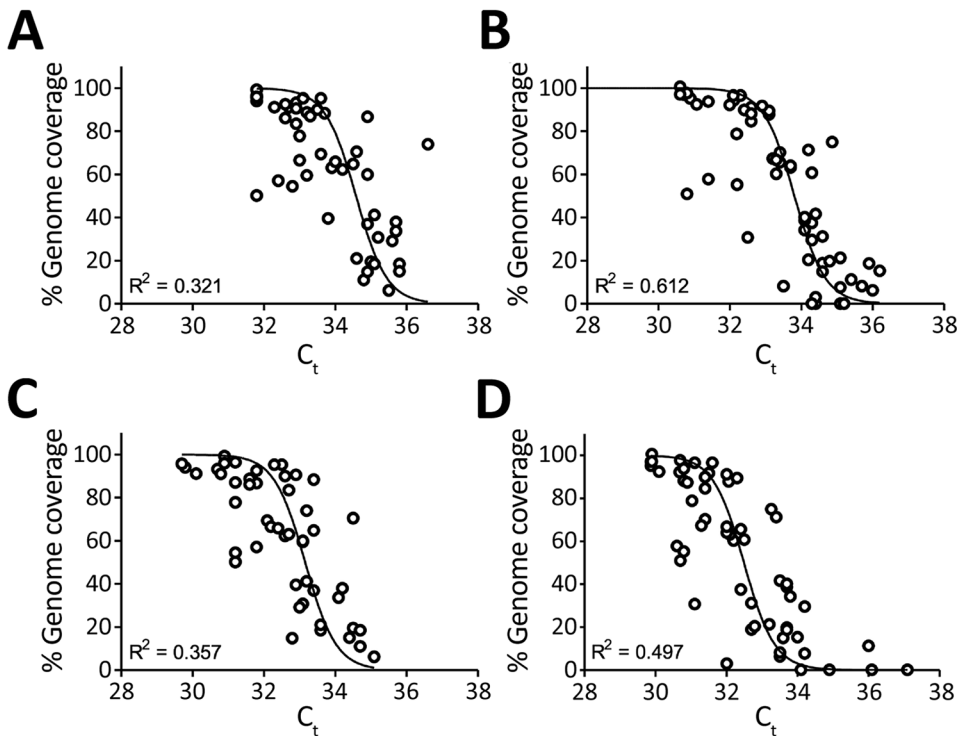 A
% Genome coverage
100
80
60
40
20
0
R² = 0.321
28 30 32 34 36 38
Cₜ
B
% Genome coverage
100
80
60
40
20
0
R² = 0.612
28 30 32 34 36 38
Cₜ
C
% Genome coverage
100
80
60
40
20
0
R² = 0.357
28 30 32 34 36 38
Cₜ
D
% Genome coverage
100
80
60
40
20
0
R² = 0.497
28 30 32 34 36 38
Cₜ